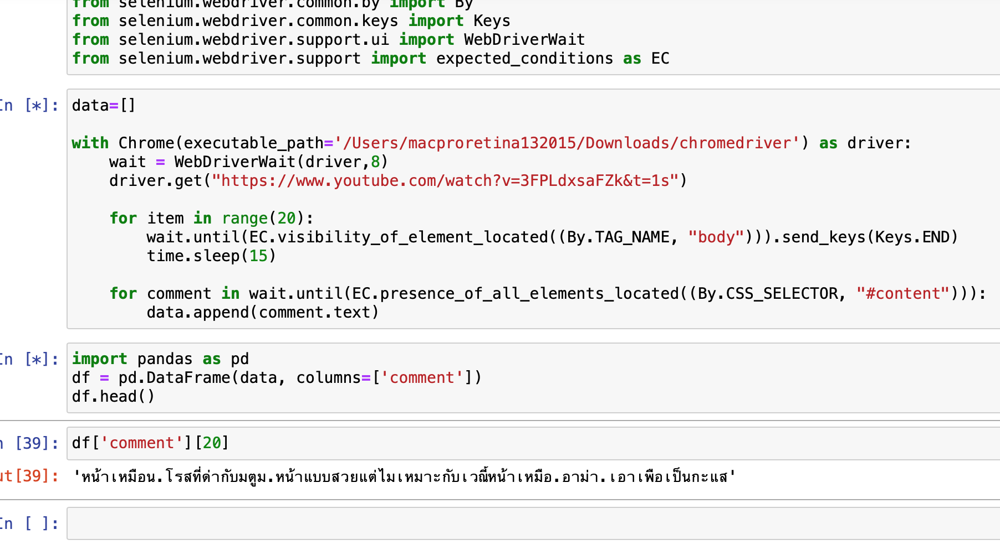 from selenium.webdriver.common.by import By
from selenium.webdriver.common.keys import Keys
from selenium.webdriver.support.ui import WebDriverWait
from selenium.webdriver.support import expected_conditions as EC
In [*]: data=[]
with Chrome(executable_path='/Users/macproretina132015/Downloads/chromedriver') as driver:
wait = WebDriverWait(driver,8)
driver.get("https://www.youtube.com/watch?v=3FPLdxsaFZk&t=1s")
for item in range(20):
wait.until(EC.visibility_of_element_located((By.TAG_NAME, "body"))).send_keys(Keys.END)
time.sleep(15)
for comment in wait.until(EC.presence_of_all_elements_located((By.CSS_SELECTOR, "#content"))):
data.append(comment.text)
In [*]: import pandas as pd
df = pd.DataFrame(data, columns=['comment'])
df.head()
n [39]: df['comment'][20]
ut[39]: 'หน้าเหมือน.โรสที่ด่ากับมตูม.หน้าแบบสวยแต่ไมเหมาะกับเวณี้หน้าเหมือ.อาม่า.เอาเพือเป็นกะแส'
In [ ]: